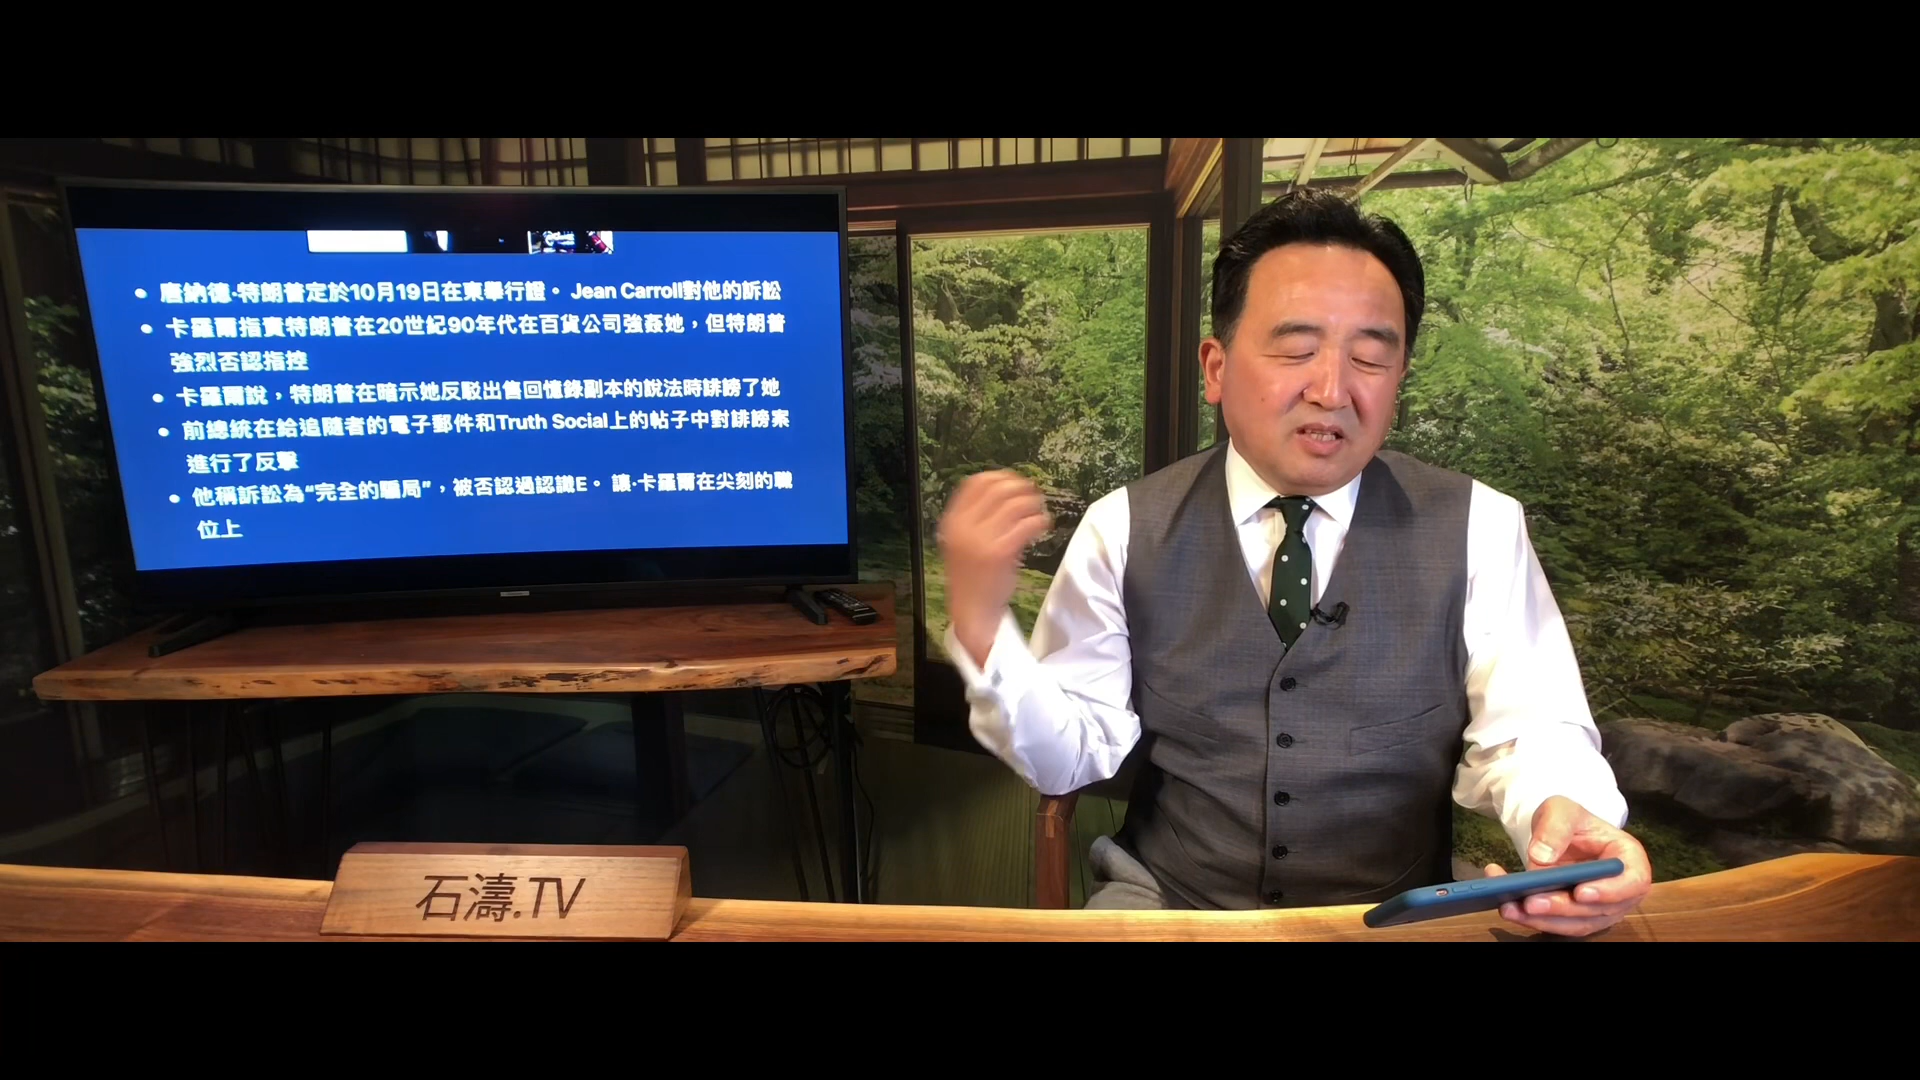 ● 唐納德·特朗普定於10月19日在東舉行證。 Jean Carroll對他的訴訟
● 卡羅爾指責特朗普在20世紀90年代在百貨公司強姦她，但特朗普
強烈否認指控
● 卡羅爾說，特朗普在暗示她反駁出售回憶錄副本的說法時誹謗了她
● 前總統在給追隨者的電子郵件和Truth Social上的帖子中對誹謗案
進行了反擊
● 他稱訴訟為“完全的騙局”，被否認過認識E。 讓·卡羅爾在尖刻的職
位上
石濤.TV